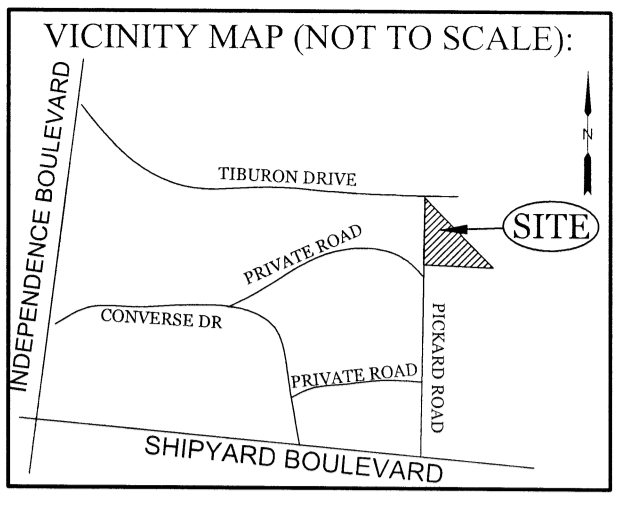 VICINITY MAP (NOT TO SCALE):
INDEPENDENCE BOULEVARD
N
TIBURON DRIVE
SITE
PRIVATE ROAD
CONVERSE DR
PICKARD ROAD
PRIVATE ROAD
SHIPYARD BOULEVARD